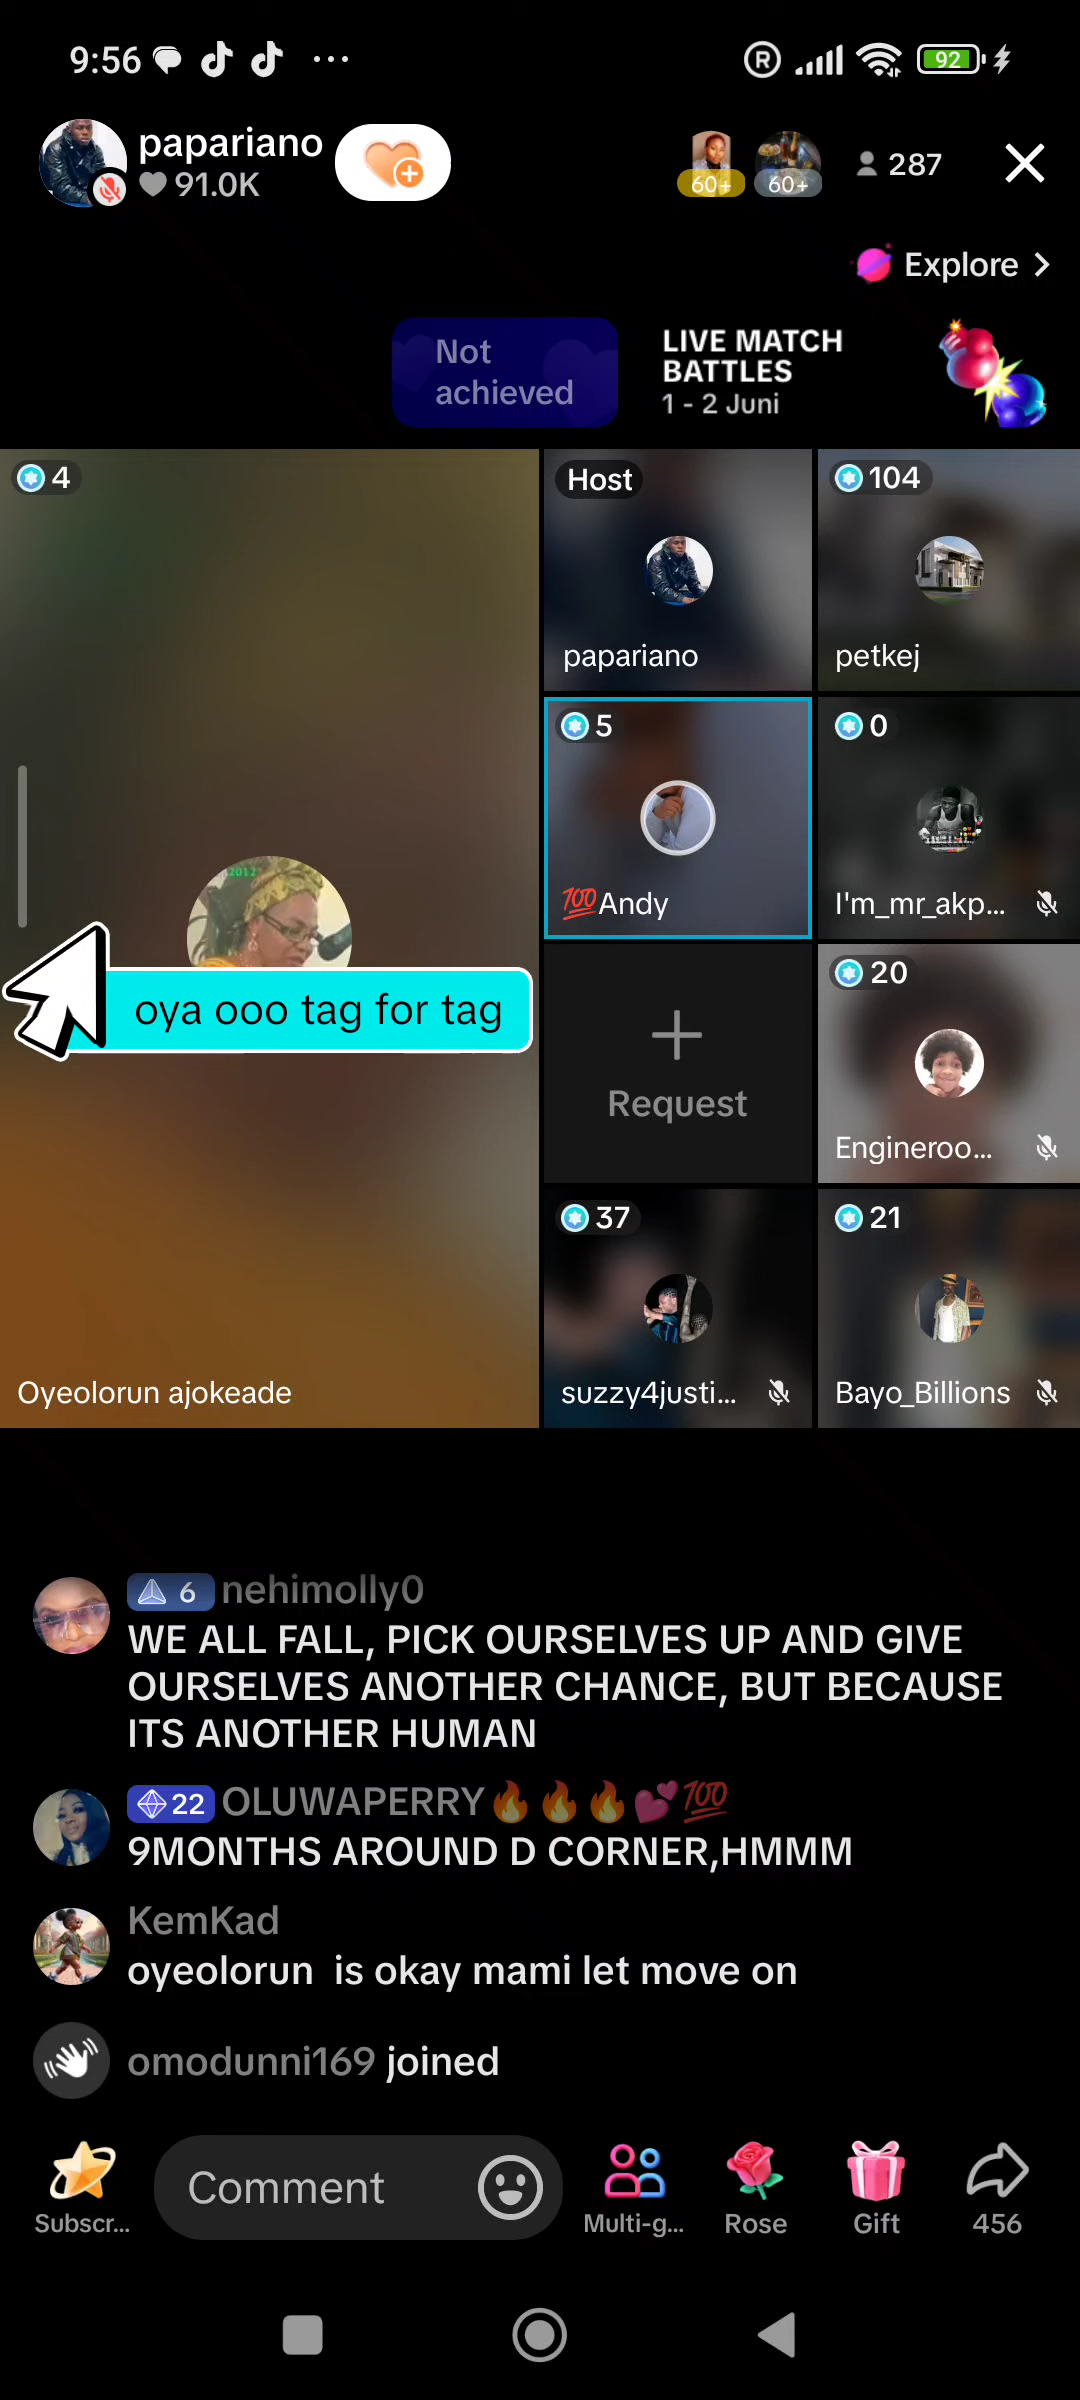 9:56
92
papariano
91.0K
60+
60+
287
Explore
Not
achieved
LIVE MATCH
BATTLES
1 - 2 Juni
4
Host
104
papariano
petkej
5
0
2012
💯Andy
I'm_mr_akp...
oya ooo tag for tag
20
Request
Engineroo...
37
21
Oyeolorun ajokeade
suzzy4justi...
Bayo_Billions
6 nehimolly0
WE ALL FALL, PICK OURSELVES UP AND GIVE
OURSELVES ANOTHER CHANCE, BUT BECAUSE
ITS ANOTHER HUMAN
22 OLUWAPERRY🔥🔥🔥💕💯
9MONTHS AROUND D CORNER,HMMM
KemKad
oyeolorun  is okay mami let move on
omodunni169 joined
Comment
Subscr...
Multi-g...
Rose
Gift
456